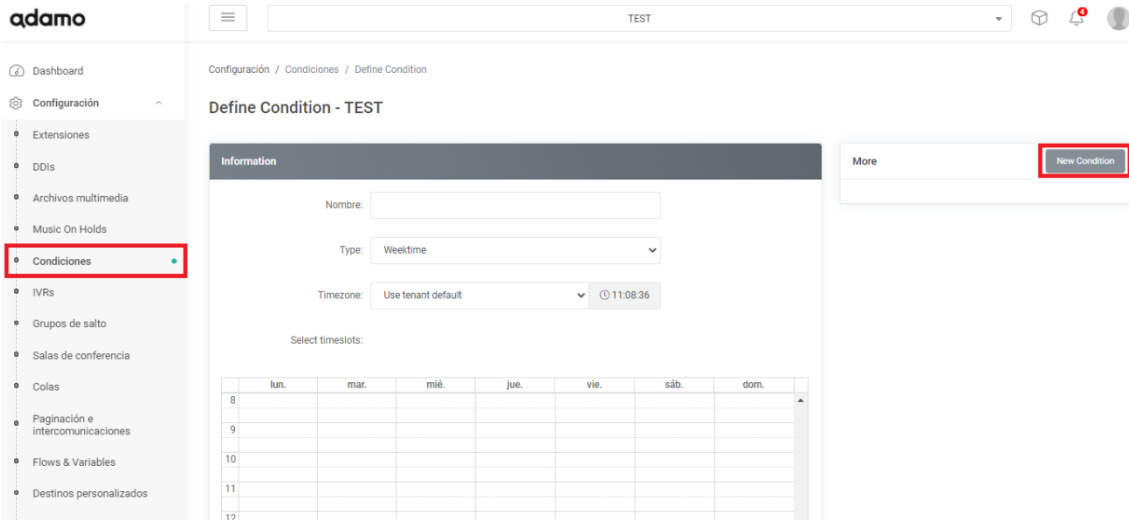 adamo
TEST
4
Dashboard
Configuración
Extensiones
DDIs
Archivos multimedia
Music On Holds
Condiciones
IVRs
Grupos de salto
Salas de conferencia
Colas
Paginación e
intercomunicaciones
Flows & Variables
Destinos personalizados
Configuración / Condiciones / Define Condition
Define Condition - TEST
Information
Nombre:
Type: Weektime
Timezone: Use tenant default 11:08:36
Select timeslots:
lun. mar. mié. jue. vie. sáb. dom.
8
9
10
11
12
More New Condition